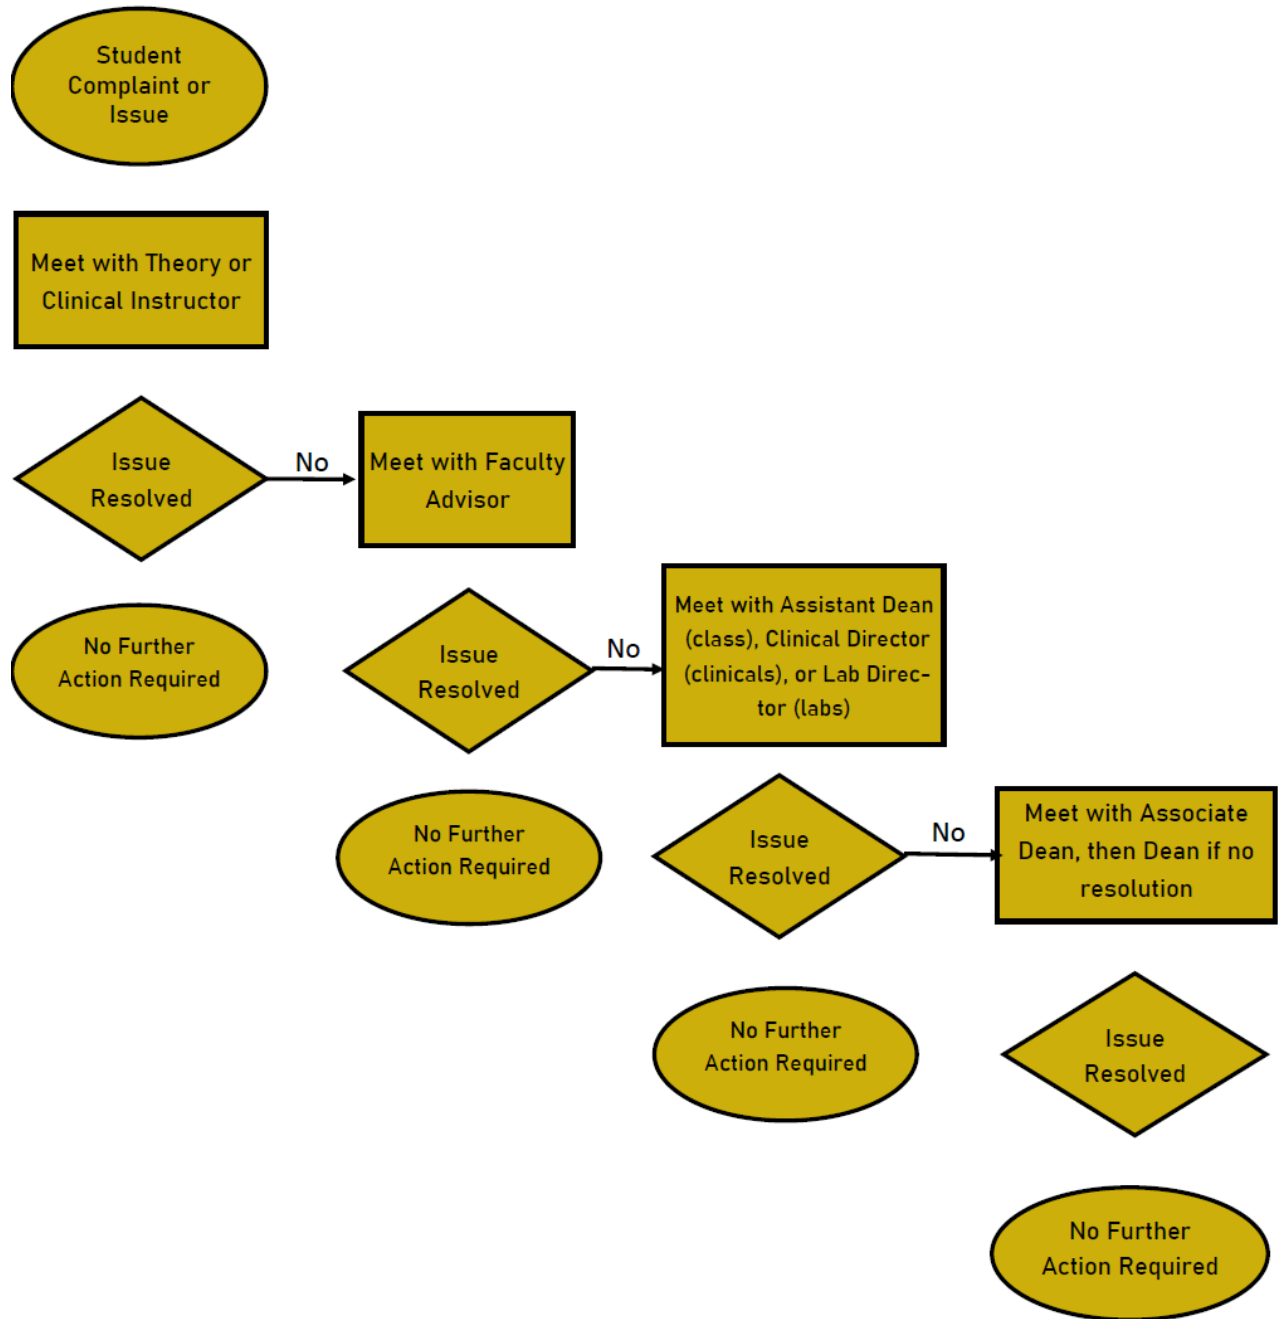 Student
Complaint or
Issue
Meet with Theory or
Clinical Instructor
Issue
Resolved
No
Meet with Faculty
Advisor
No Further
Action Required
Issue
Resolved
No
Meet with Assistant Dean
(class), Clinical Director
(clinicals), or Lab Direc-
tor (labs)
No Further
Action Required
Issue
Resolved
No
Meet with Associate
Dean, then Dean if no
resolution
No Further
Action Required
Issue
Resolved
No Further
Action Required